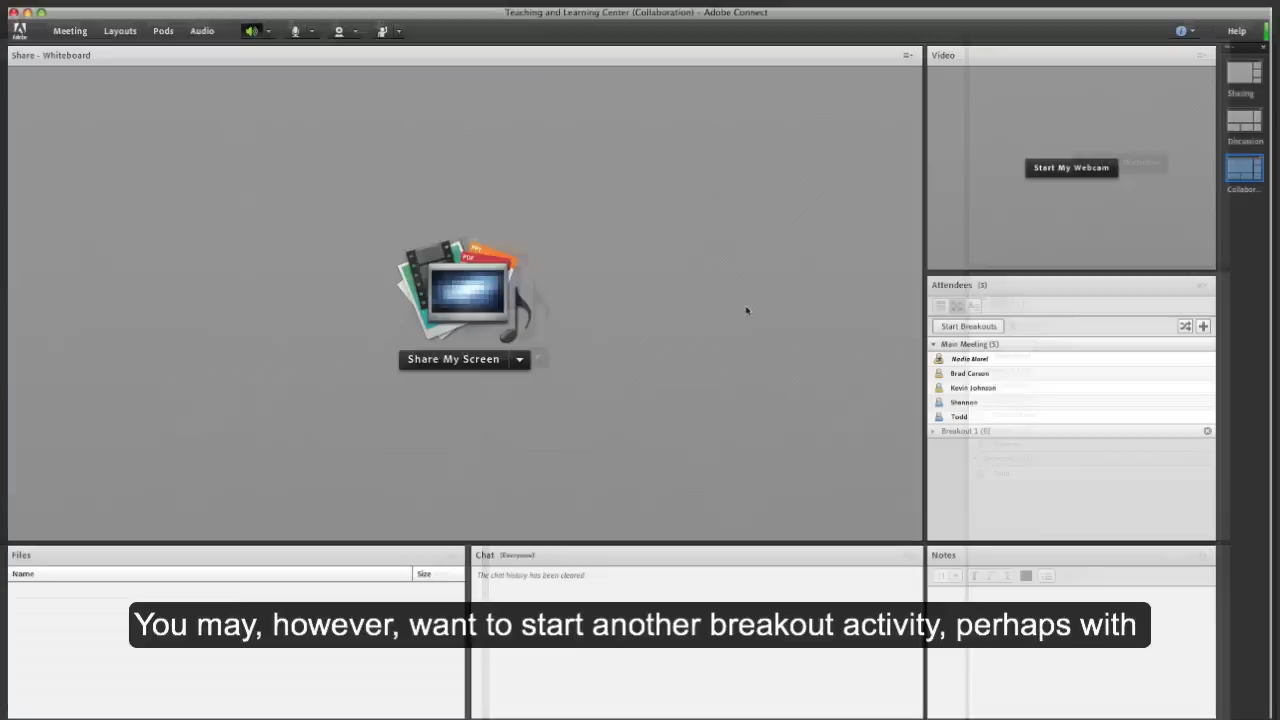 Teaching and Learning Center (Collaboration) - Adobe Connect
Adobe
Meeting
Layouts
Pods
Audio
Help
Share - Whiteboard
Video
Sharing
Discussion
Collabor...
Start My Webcam
PDF
Share My Screen
Attendees (5)
Start Breakouts
Main Meeting (5)
Nadia Morel
Brad Carson
Kevin Johnson
Shannon
Todd
Breakout 1 (0)
Files
Name
Size
Chat (Everyone)
The chat history has been cleared
Notes
You may, however, want to start another breakout activity, perhaps with